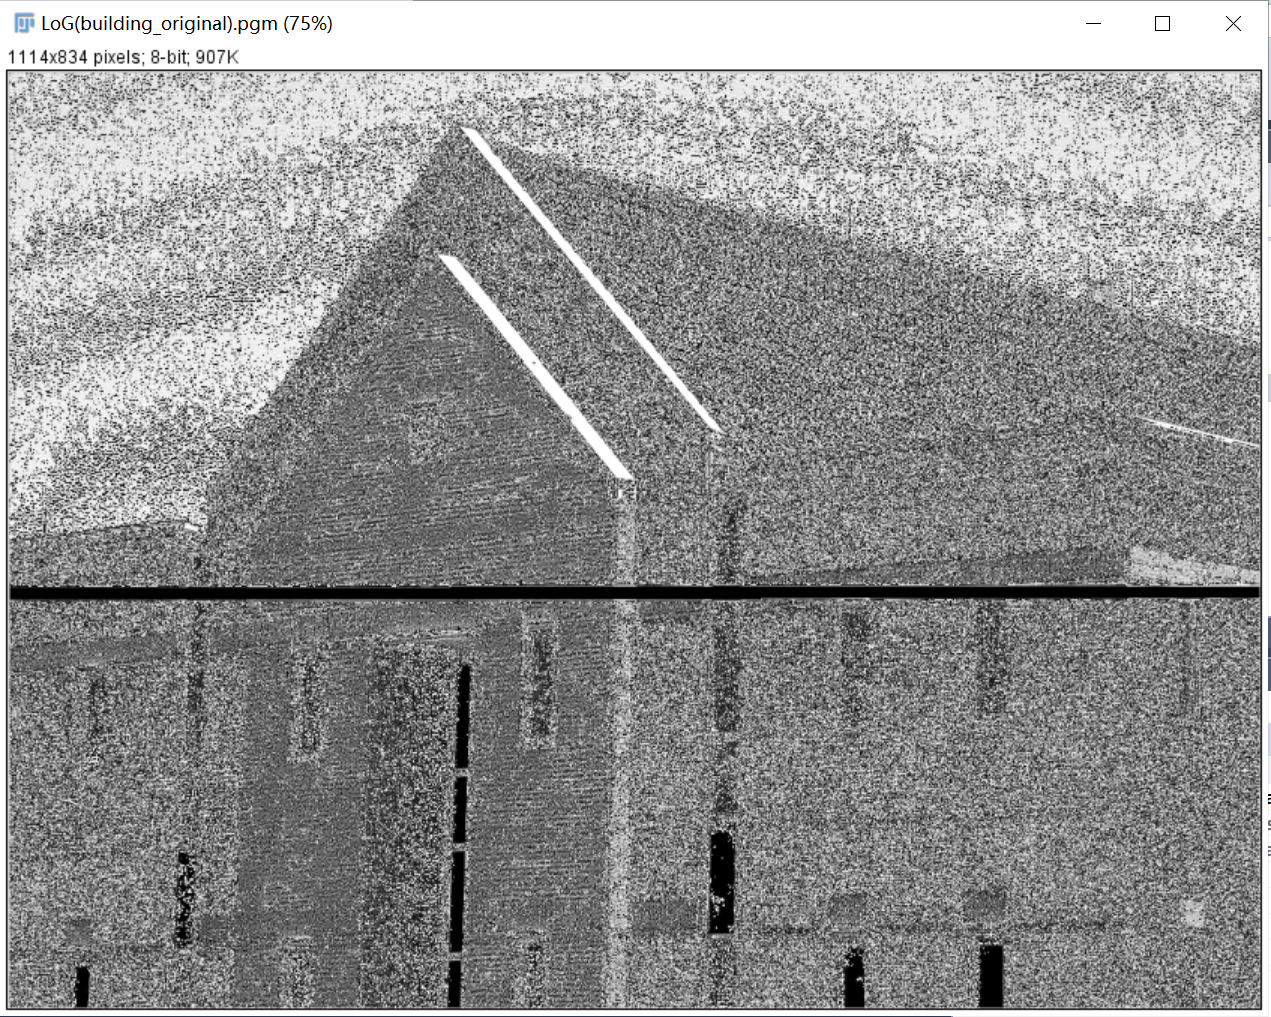 LoG(building_original).pgm (75%)
1114x834 pixels; 8-bit; 907K